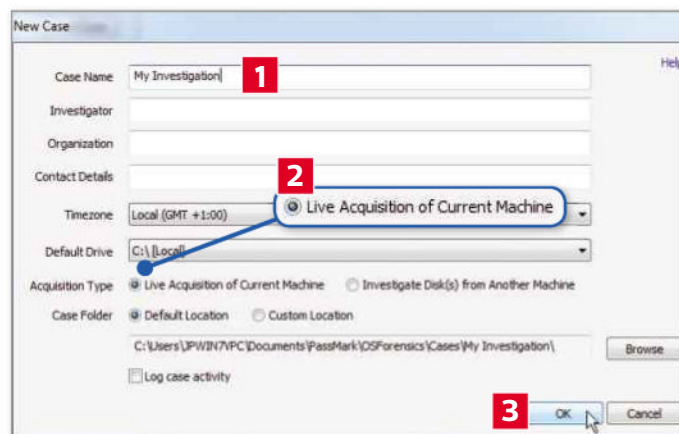 New Case
Help
Case Name My Investigation 1
Investigator
Organization
Contact Details
2
Live Acquisition of Current Machine
Timezone Local (GMT +1:00)
Default Drive C:\ [Local]
Acquisition Type Live Acquisition of Current Machine Investigate Disk(s) from Another Machine
Case Folder Default Location Custom Location
C:\Users\JPWIN7VPC\Documents\PassMark\OSForensics\Cases\My Investigation\ Browse
Log case activity
3 OK Cancel